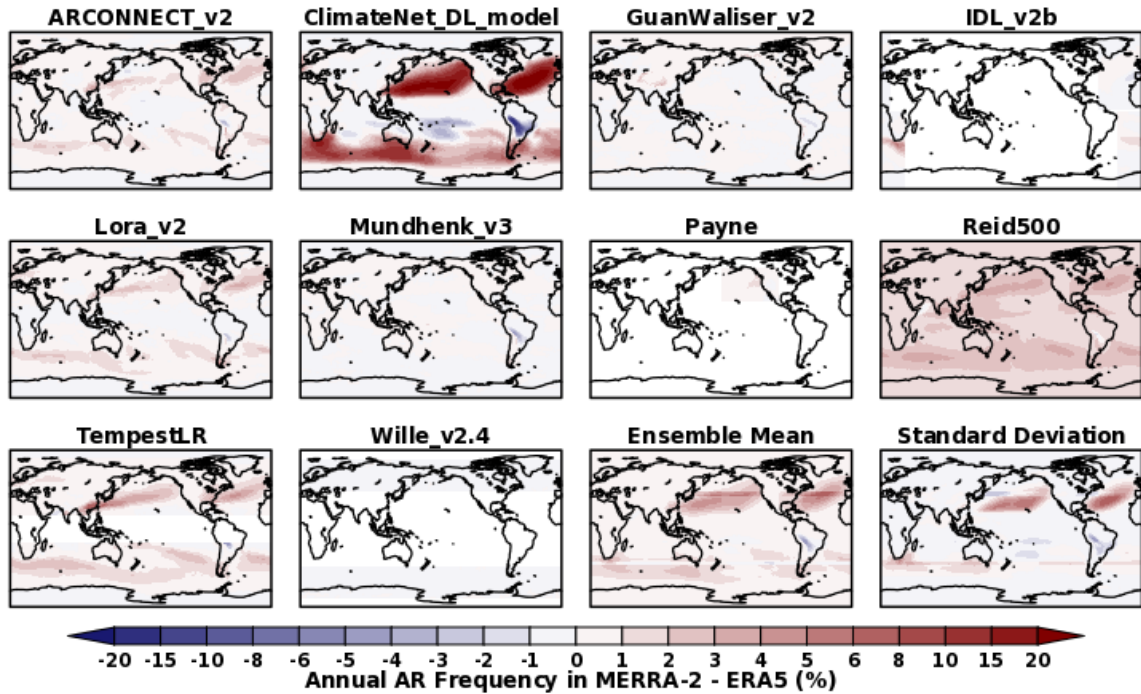 ARCONNECT_v2 ClimateNet_DL_model GuanWaliser_v2 IDL_v2b
Lora_v2 Mundhenk_v3 Payne Reid500
TempestLR Wille_v2.4 Ensemble Mean Standard Deviation
-20 -15 -10 -8 -6 -5 -4 -3 -2 -1 0 1 2 3 4 5 6 8 10 15 20
Annual AR Frequency in MERRA-2 - ERA5 (%)